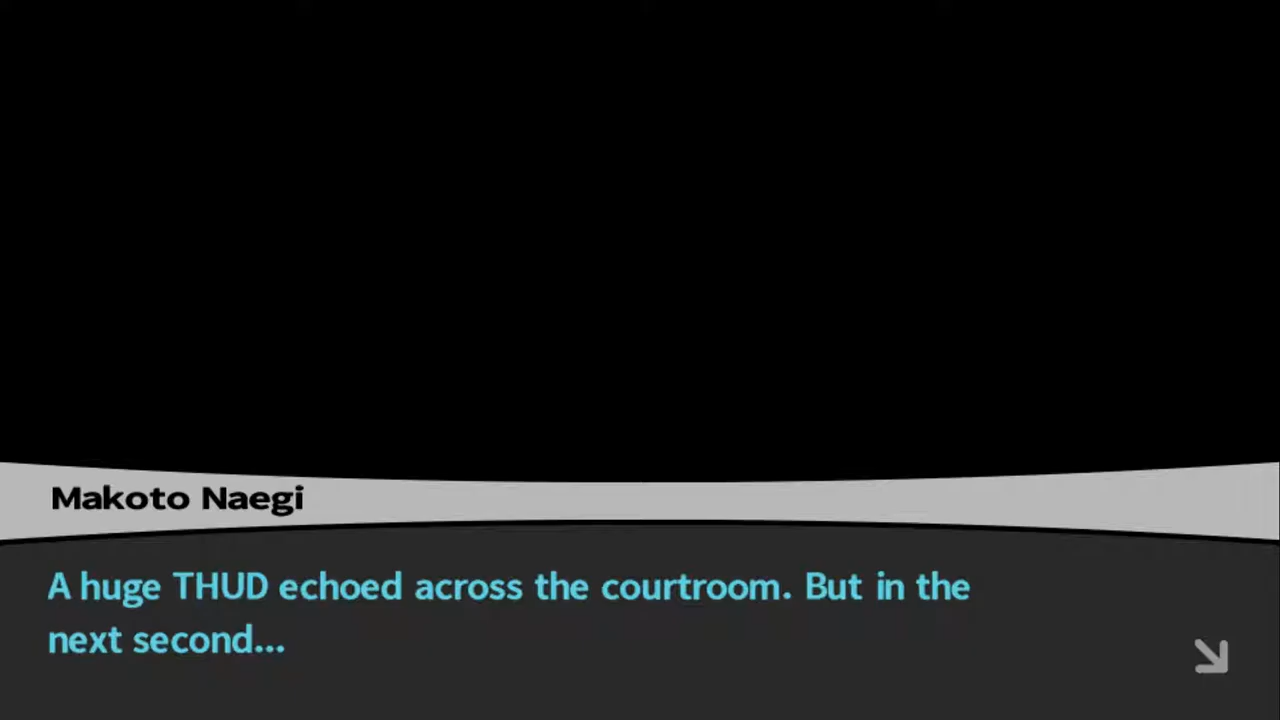 Makoto Naegi
A huge THUD echoed across the courtroom. But in the
next second...